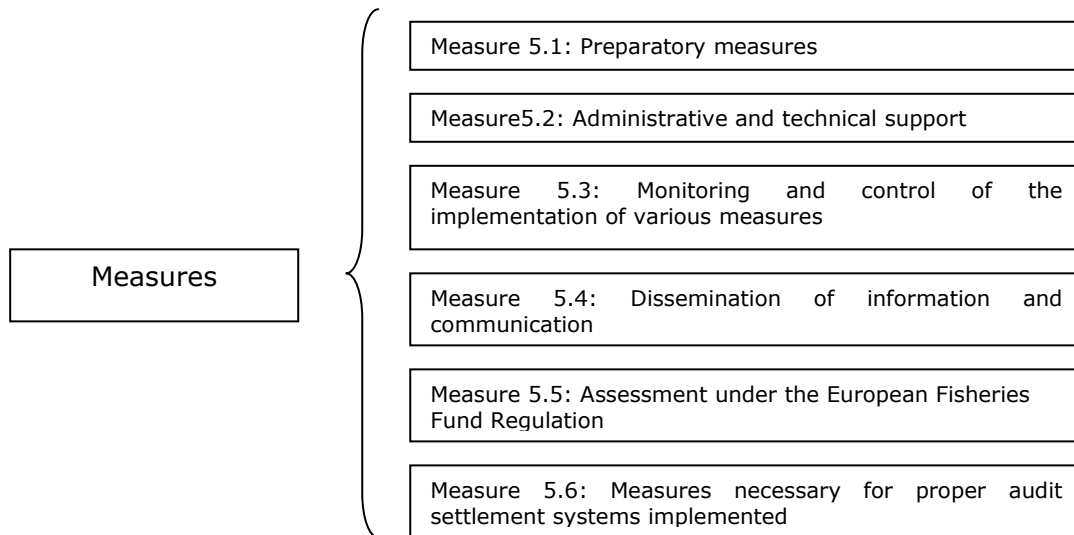 Measure 5.1: Preparatory measures
Measure5.2: Administrative and technical support
Measure 5.3: Monitoring and control of the
implementation of various measures
Measures
Measure 5.4: Dissemination of information and
communication
Measure 5.5: Assessment under the European Fisheries
Fund Regulation
Measure 5.6: Measures necessary for proper audit
settlement systems implemented